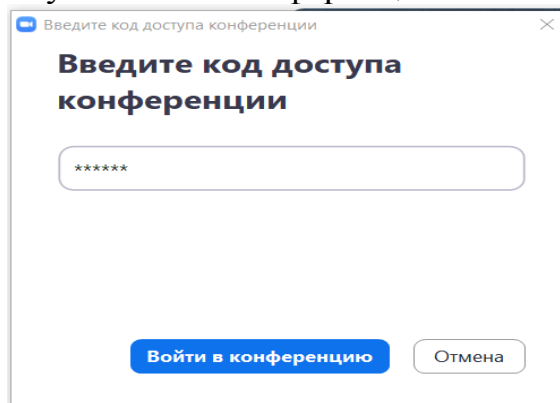 Введите код доступа конференции
Введите код доступа
конференции
******
Войти в конференцию
Отмена